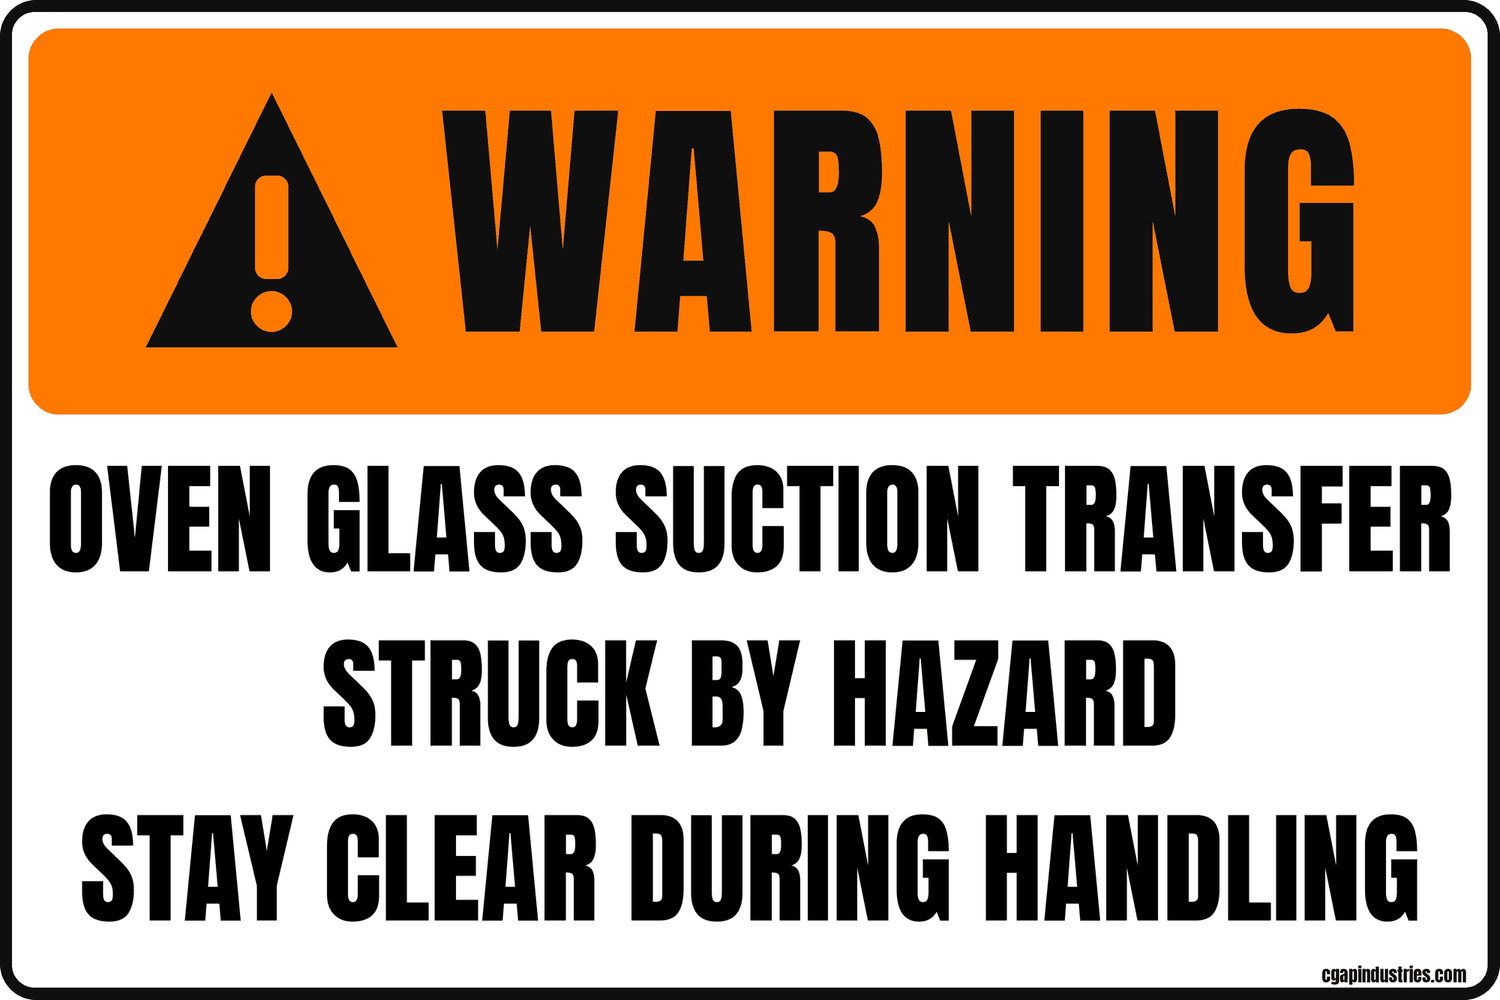 WARNING
OVEN GLASS SUCTION TRANSFER
STRUCK BY HAZARD
STAY CLEAR DURING HANDLING
cgapindustries.com